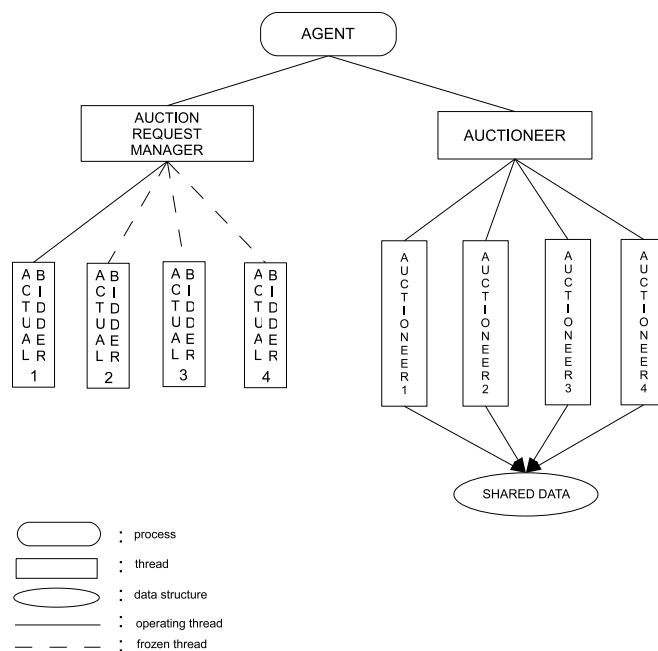 AGENT
AUCTION
REQUEST
MANAGER
AUCTIONEER
ACTUAL BIDDER 1
ACTUAL BIDDER 2
ACTUAL BIDDER 3
ACTUAL BIDDER 4
AUCTIONEER1
AUCTIONEER2
AUCTIONEER3
AUCTIONEER4
SHARED DATA
: process
: thread
: data structure
: operating thread
: frozen thread